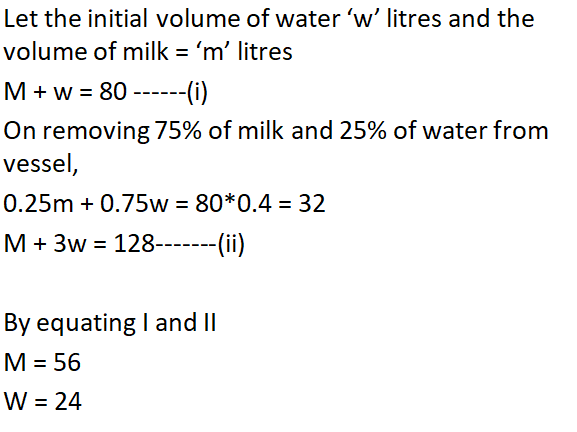 Let the initial volume of water ‘w’ litres and the
volume of milk = ‘m’ litres
M + w = 80 ------(i)
On removing 75% of milk and 25% of water from
vessel,
0.25m + 0.75w = 80*0.4 = 32
M + 3w = 128-------(ii)
By equating I and II
M = 56
W = 24